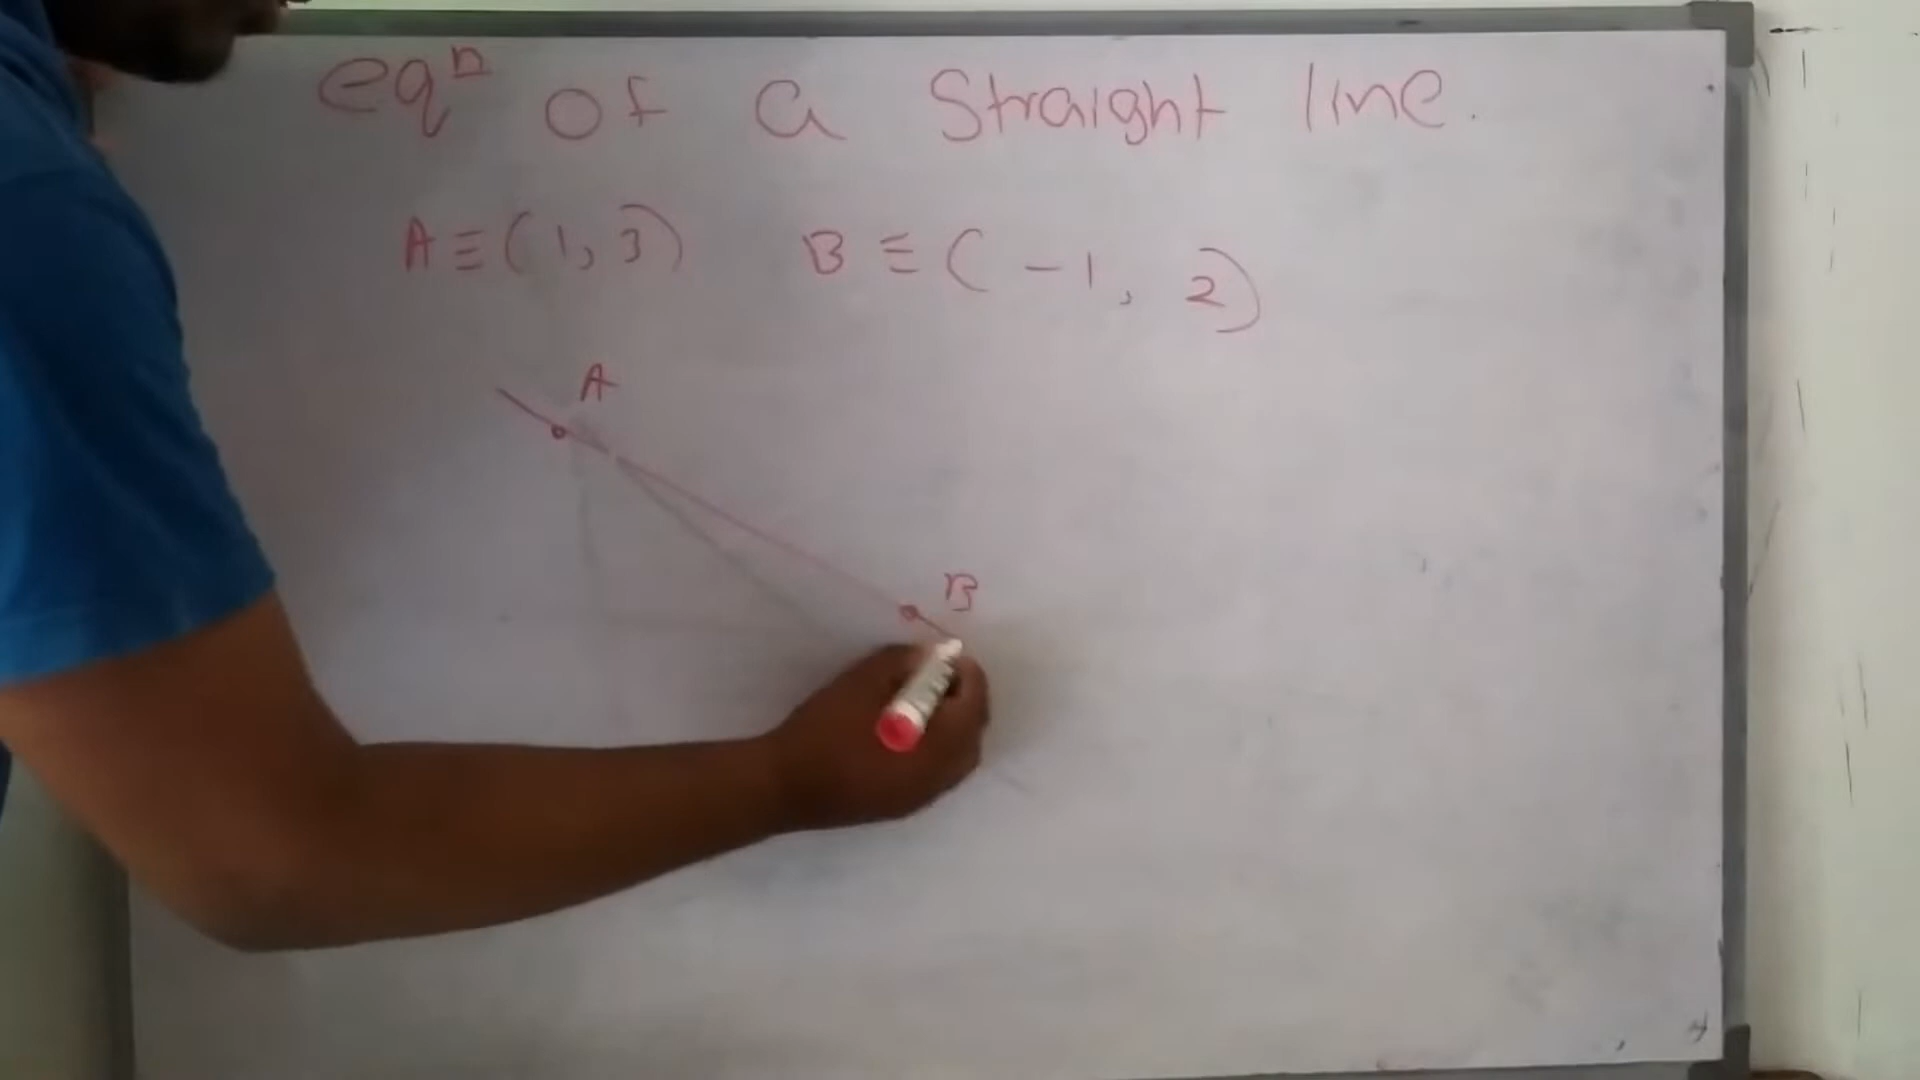 eqⁿ of a Straight line.
A ≡ (1, 3) B ≡ (-1, 2)
A
B